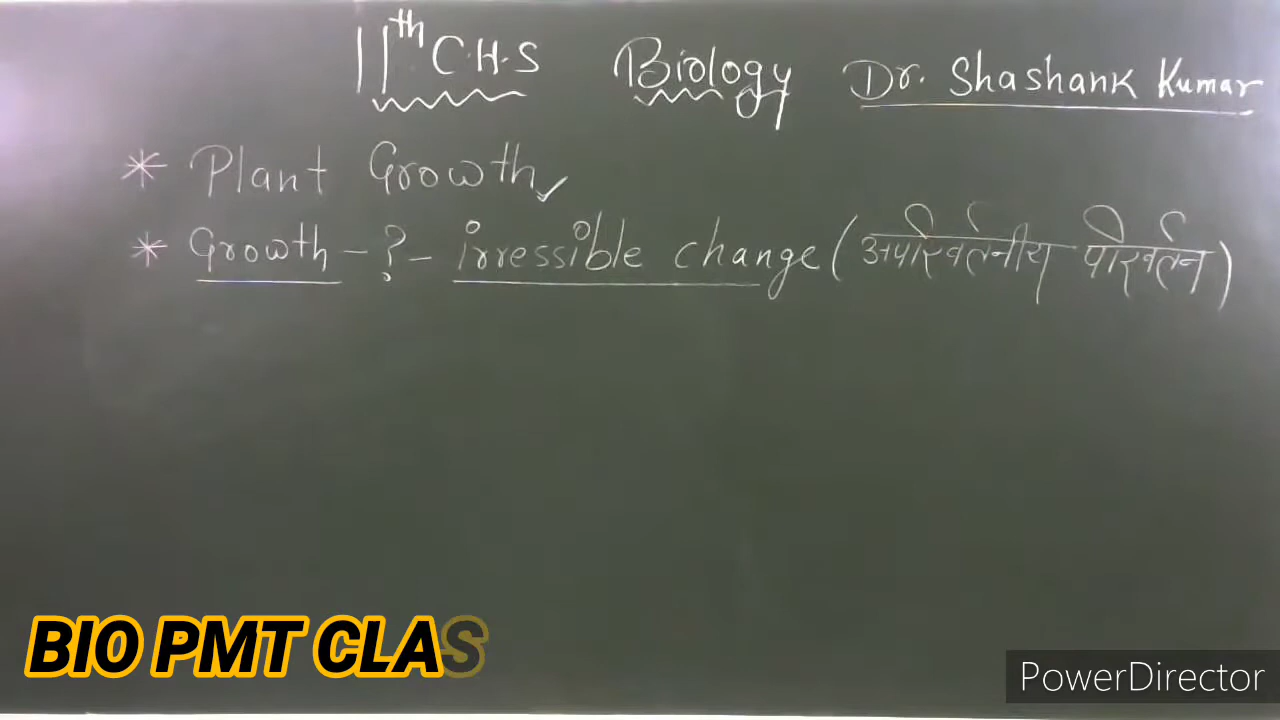 11th C.H.S Biology Dr. Shashank Kumar
* Plant Growth ✓
* Growth - ? - irressible change (अपरिवर्तनीय परिवर्तन)
BIO PMT CLAS
PowerDirector